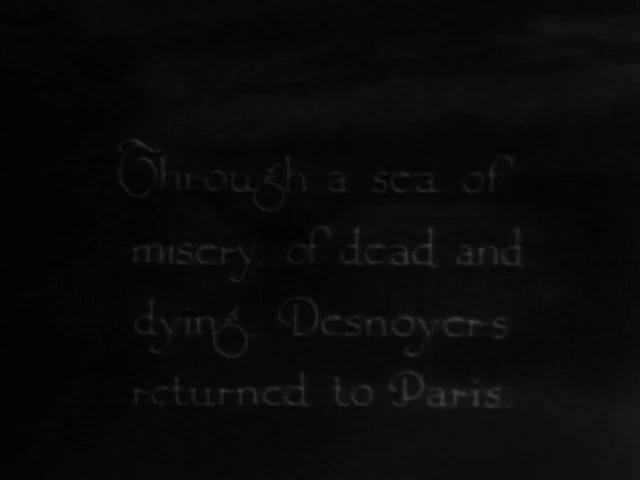 Through a sea of
misery, of dead and
dying, Desnoyers
returned to Paris.